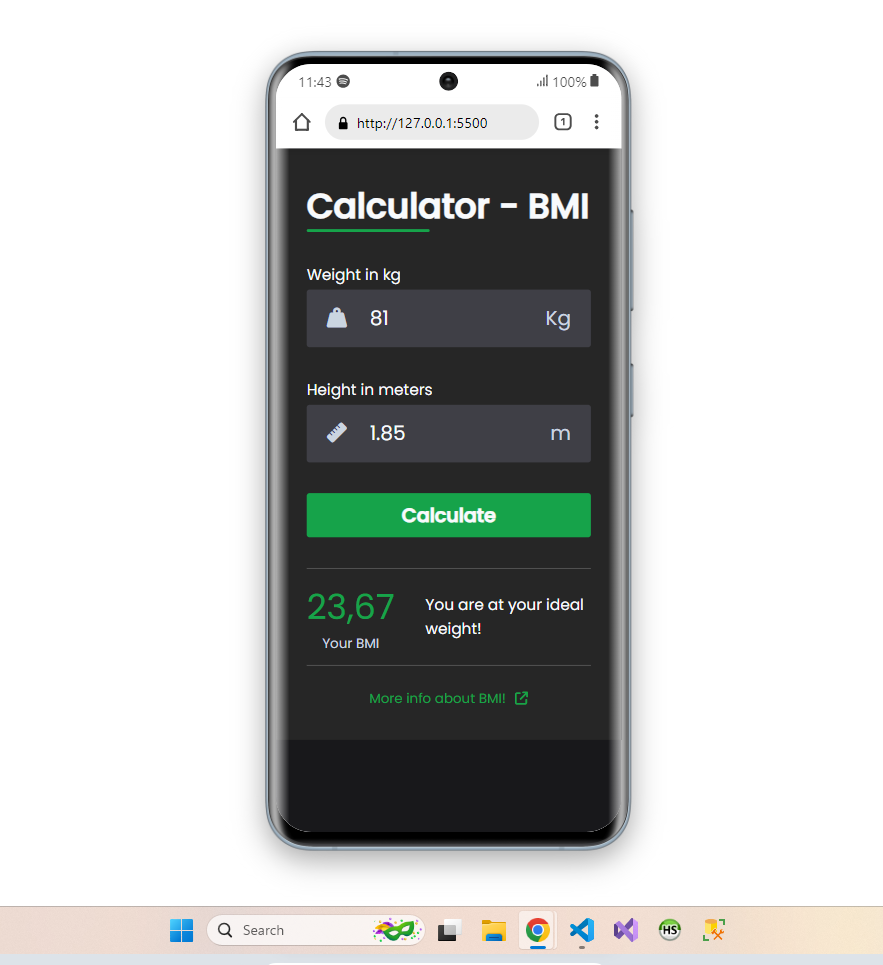 11:43 100%
http://127.0.0.1:5500 1
Calculator - BMI
Weight in kg
81 Kg
Height in meters
1.85 m
Calculate
23,67
Your BMI
You are at your ideal
weight!
More info about BMI!
Search
HS